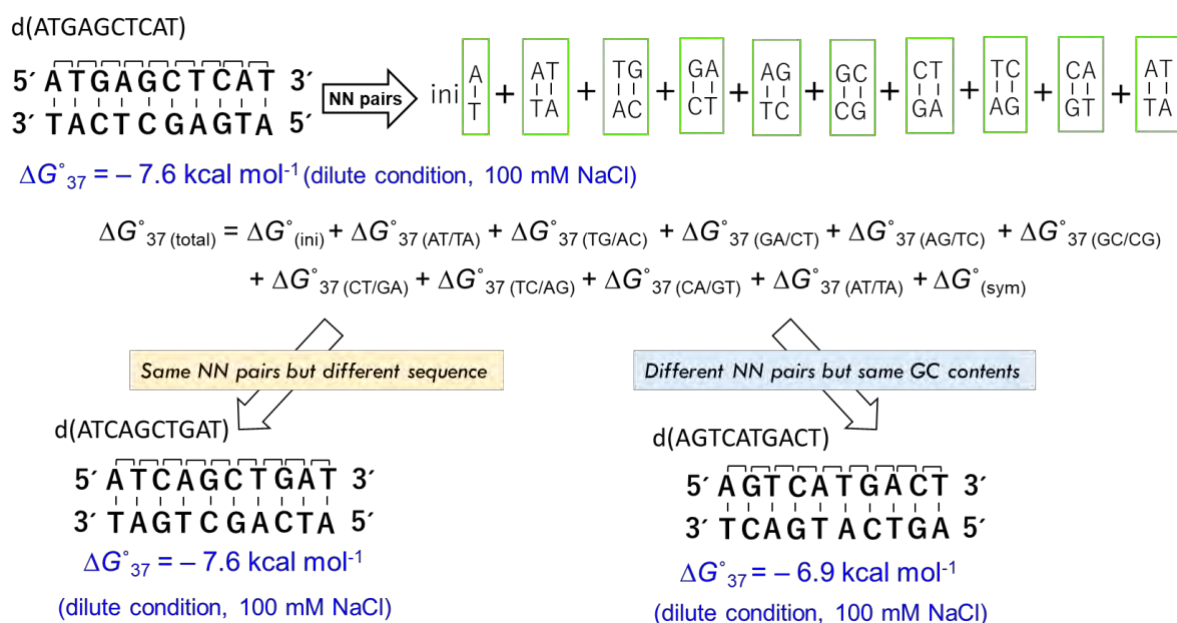 d(ATGAGCTCAT)
5′ ATGAGCTCAT 3′
3′ TACTCGAGTA 5′
NN pairs
ini A + AT + TG + GA + AG + GC + CT + TC + CA + AT
T TA AC CT TC CG GA AG GT TA
ΔG°37 = – 7.6 kcal mol-1 (dilute condition, 100 mM NaCl)
ΔG°37 (total) = ΔG°(ini) + ΔG°37 (AT/TA) + ΔG°37 (TG/AC) + ΔG°37 (GA/CT) + ΔG°37 (AG/TC) + ΔG°37 (GC/CG)
+ ΔG°37 (CT/GA) + ΔG°37 (TC/AG) + ΔG°37 (CA/GT) + ΔG°37 (AT/TA) + ΔG°(sym)
Same NN pairs but different sequence
d(ATCAGCTGAT)
5′ ATCAGCTGAT 3′
3′ TAGTCGACTA 5′
ΔG°37 = – 7.6 kcal mol-1
(dilute condition, 100 mM NaCl)
Different NN pairs but same GC contents
d(AGTCATGACT)
5′ AGTCATGACT 3′
3′ TCAGTACTGA 5′
ΔG°37 = – 6.9 kcal mol-1
(dilute condition, 100 mM NaCl)